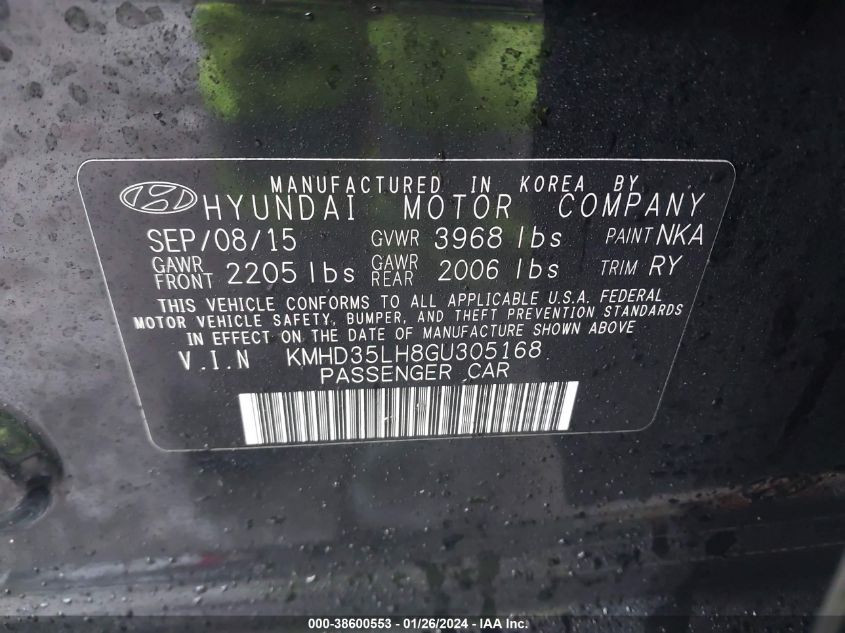 MANUFACTURED IN KOREA BY
HYUNDAI MOTOR COMPANY
SEP/08/15 GVWR 3968 lbs PAINT NKA
GAWR FRONT 2205 lbs GAWR REAR 2006 lbs TRIM RY
THIS VEHICLE CONFORMS TO ALL APPLICABLE U.S.A. FEDERAL
MOTOR VEHICLE SAFETY, BUMPER, AND THEFT PREVENTION STANDARDS
IN EFFECT ON THE DATE OF MANUFACTURE SHOWN ABOVE
V.I.N KMHD35LH8GU305168
PASSENGER CAR
000-38600553 - 01/26/2024 - IAA Inc.